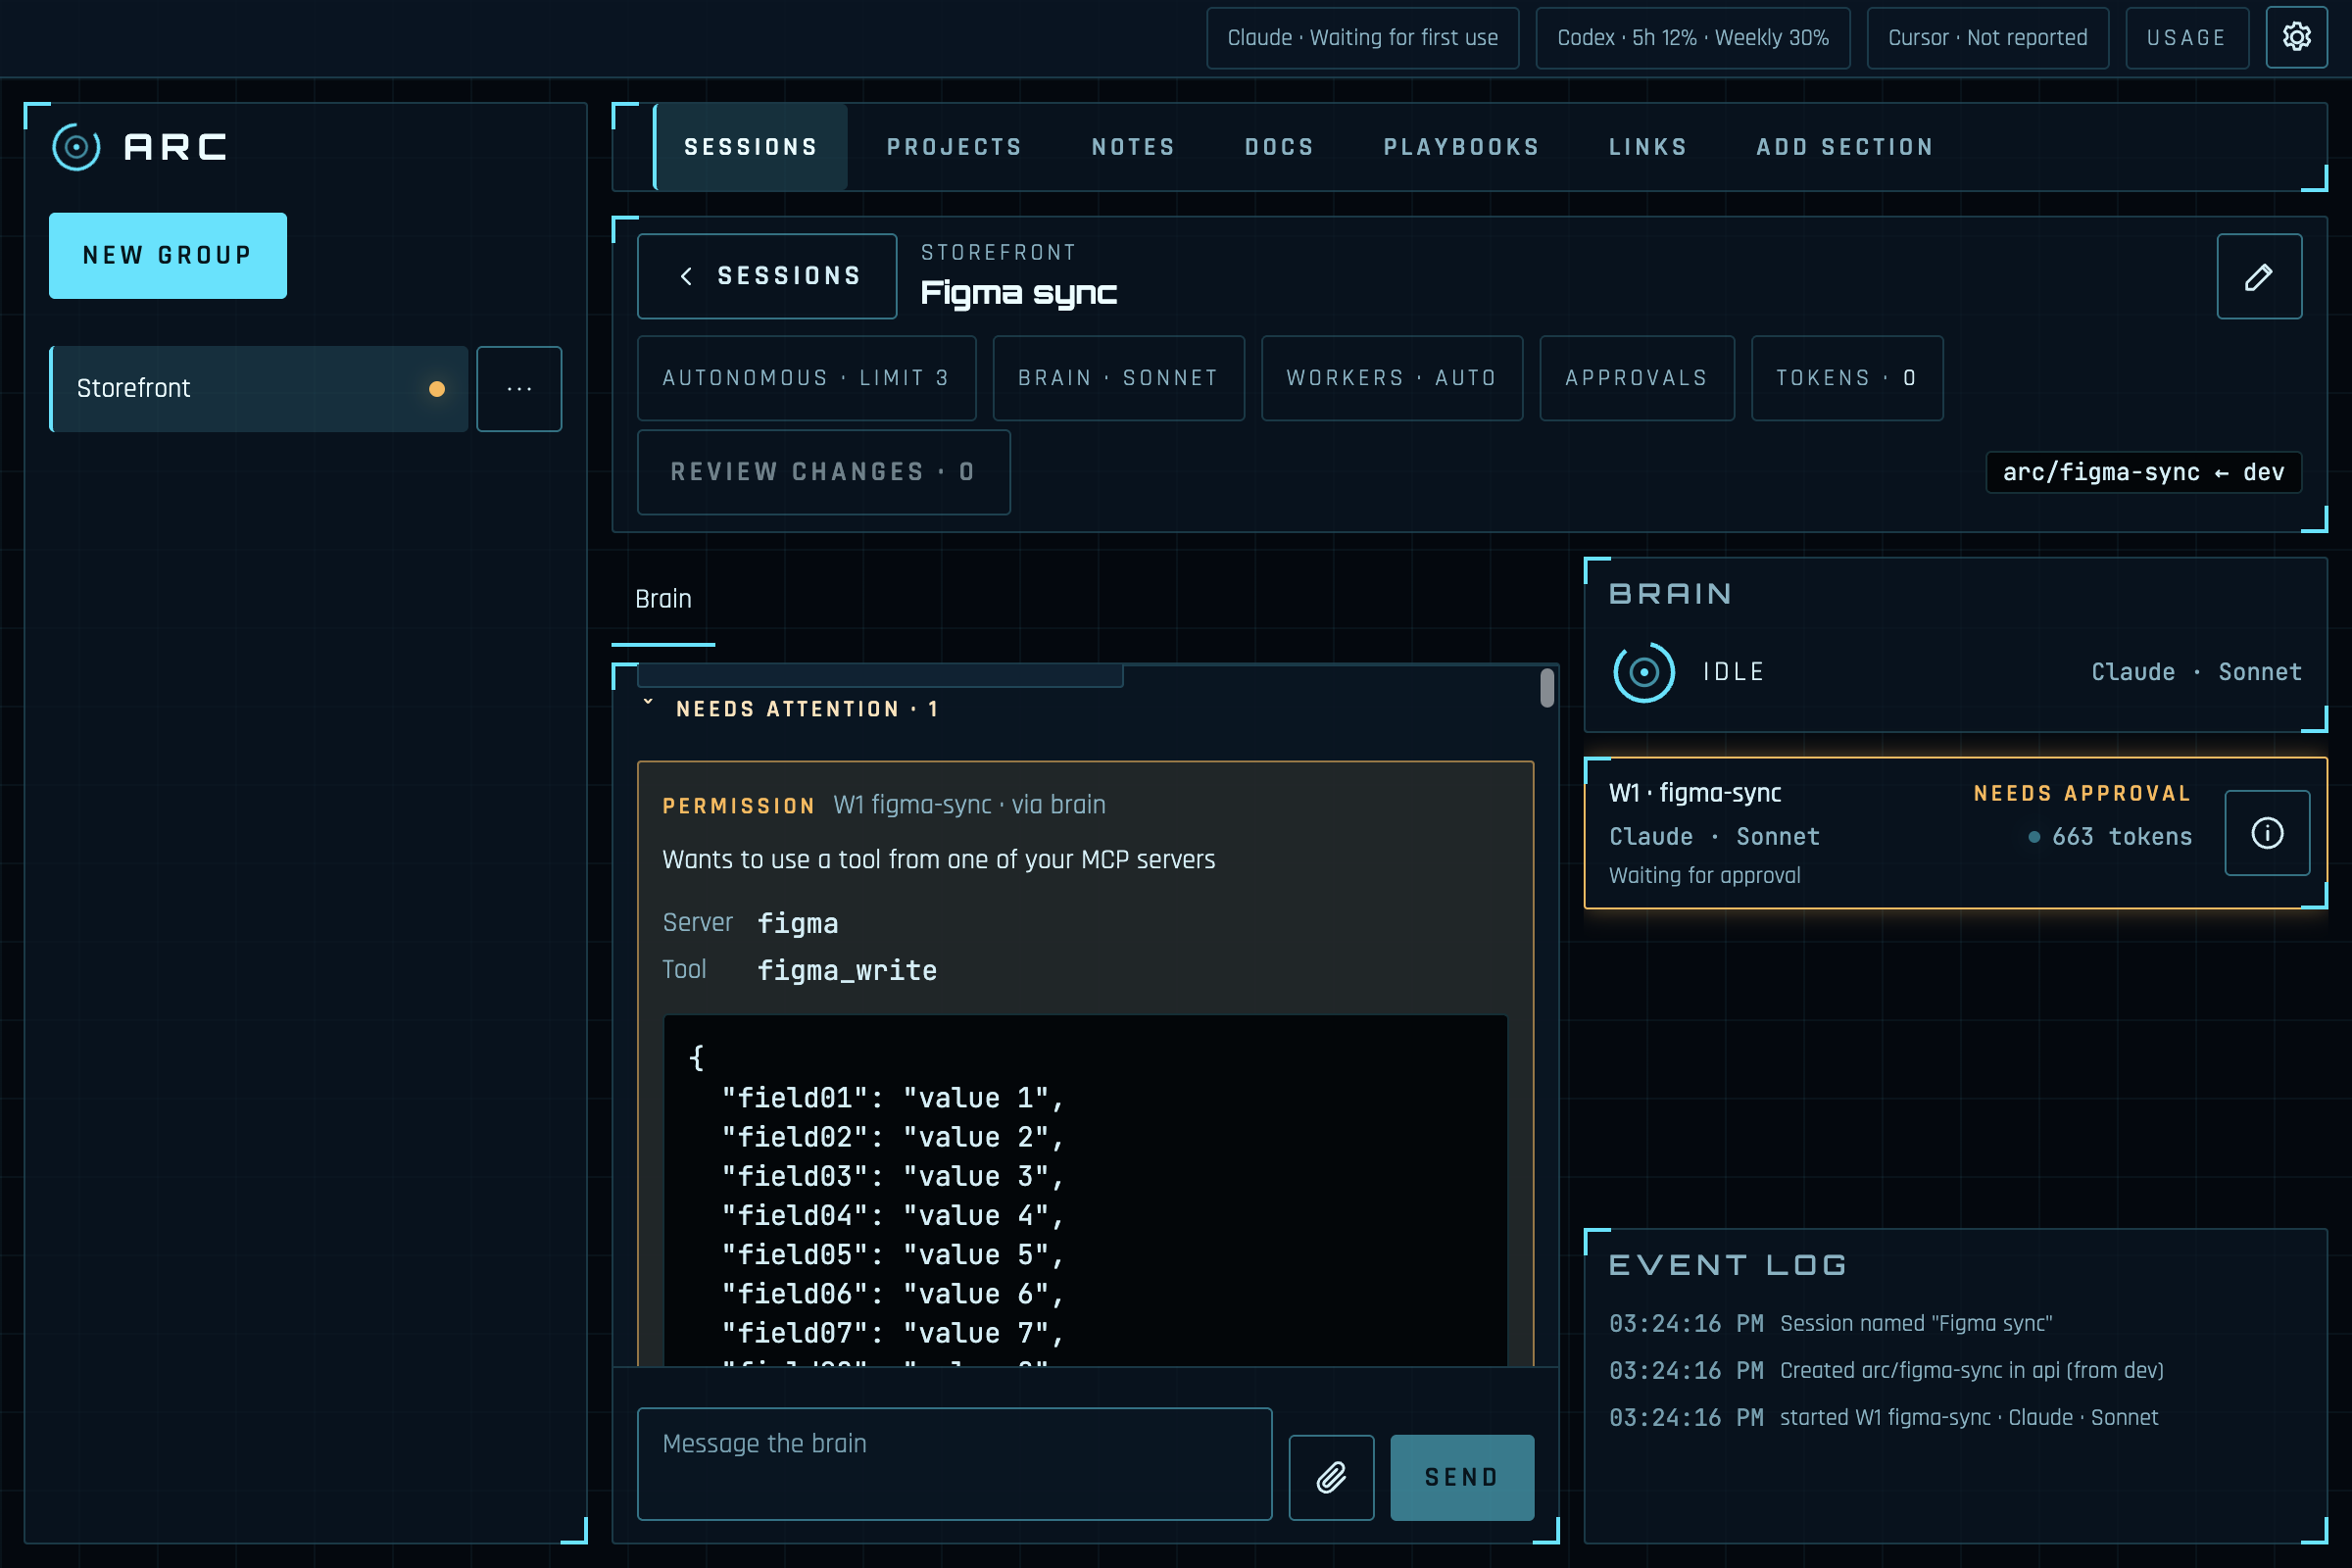 Claude · Waiting for first use
Codex · 5h 12% · Weekly 30%
Cursor · Not reported
USAGE
ARC
NEW GROUP
Storefront
...
SESSIONS
PROJECTS
NOTES
DOCS
PLAYBOOKS
LINKS
ADD SECTION
SESSIONS
STOREFRONT
Figma sync
AUTONOMOUS · LIMIT 3
BRAIN · SONNET
WORKERS · AUTO
APPROVALS
TOKENS · 0
REVIEW CHANGES · 0
arc/figma-sync ← dev
Brain
NEEDS ATTENTION · 1
PERMISSION W1 figma-sync · via brain
Wants to use a tool from one of your MCP servers
Server figma
Tool figma_write
{
"field01": "value 1",
"field02": "value 2",
"field03": "value 3",
"field04": "value 4",
"field05": "value 5",
"field06": "value 6",
"field07": "value 7",
Message the brain
SEND
BRAIN
IDLE
Claude · Sonnet
W1 · figma-sync
NEEDS APPROVAL
Claude · Sonnet
663 tokens
Waiting for approval
EVENT LOG
03:24:16 PM Session named "Figma sync"
03:24:16 PM Created arc/figma-sync in api (from dev)
03:24:16 PM started W1 figma-sync · Claude · Sonnet